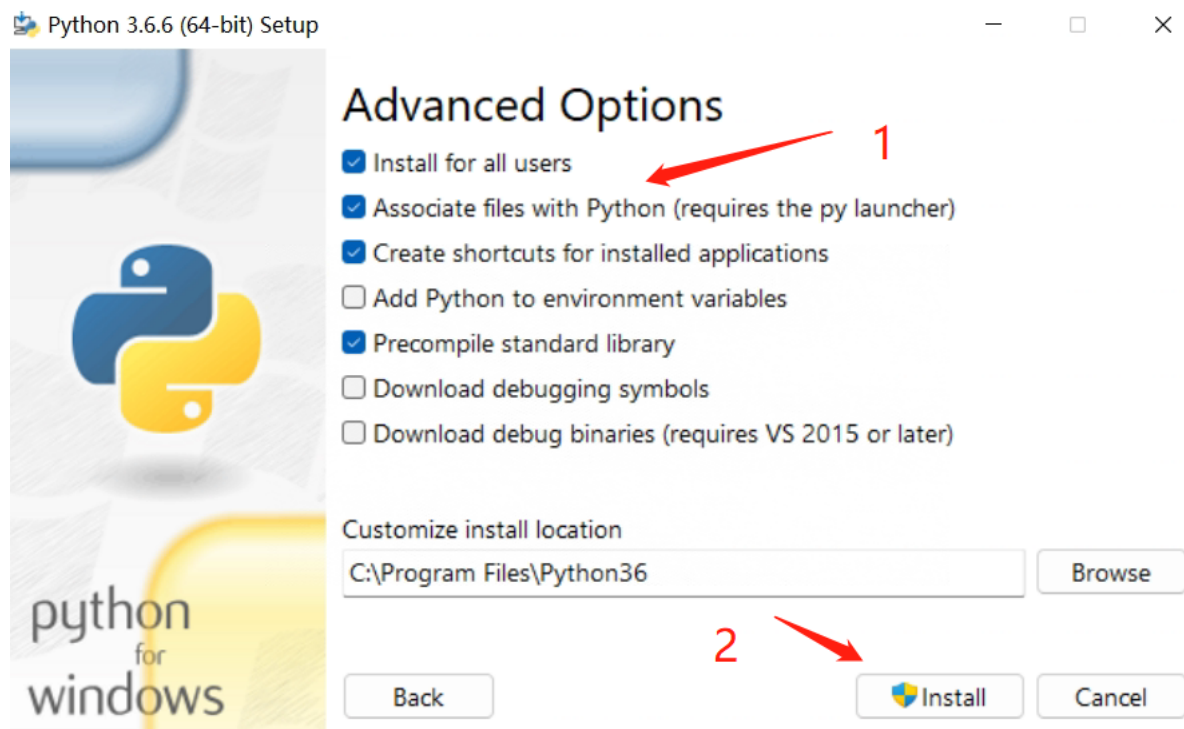 Python 3.6.6 (64-bit) Setup
Advanced Options
1
Install for all users
Associate files with Python (requires the py launcher)
Create shortcuts for installed applications
Add Python to environment variables
Precompile standard library
Download debugging symbols
Download debug binaries (requires VS 2015 or later)
Customize install location
C:\Program Files\Python36
Browse
python
for
windows
2
Back
Install
Cancel